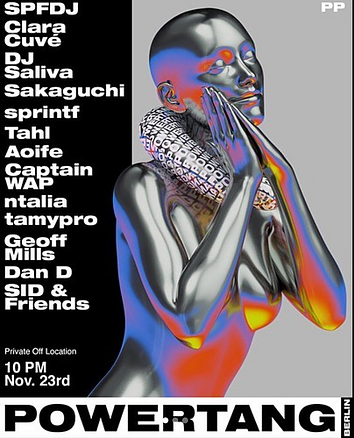 SPFDJ
PP
Clara
Cuvé
DJ
Saliva
Sakaguchi
sprintf
Tahl
Aoife
Captain
WAP
ntalia
tamypro
Geoff
Mills
Dan D
SID &
Friends
Private Off Location
10 PM
Nov. 23rd
POWERTANG
BERLIN